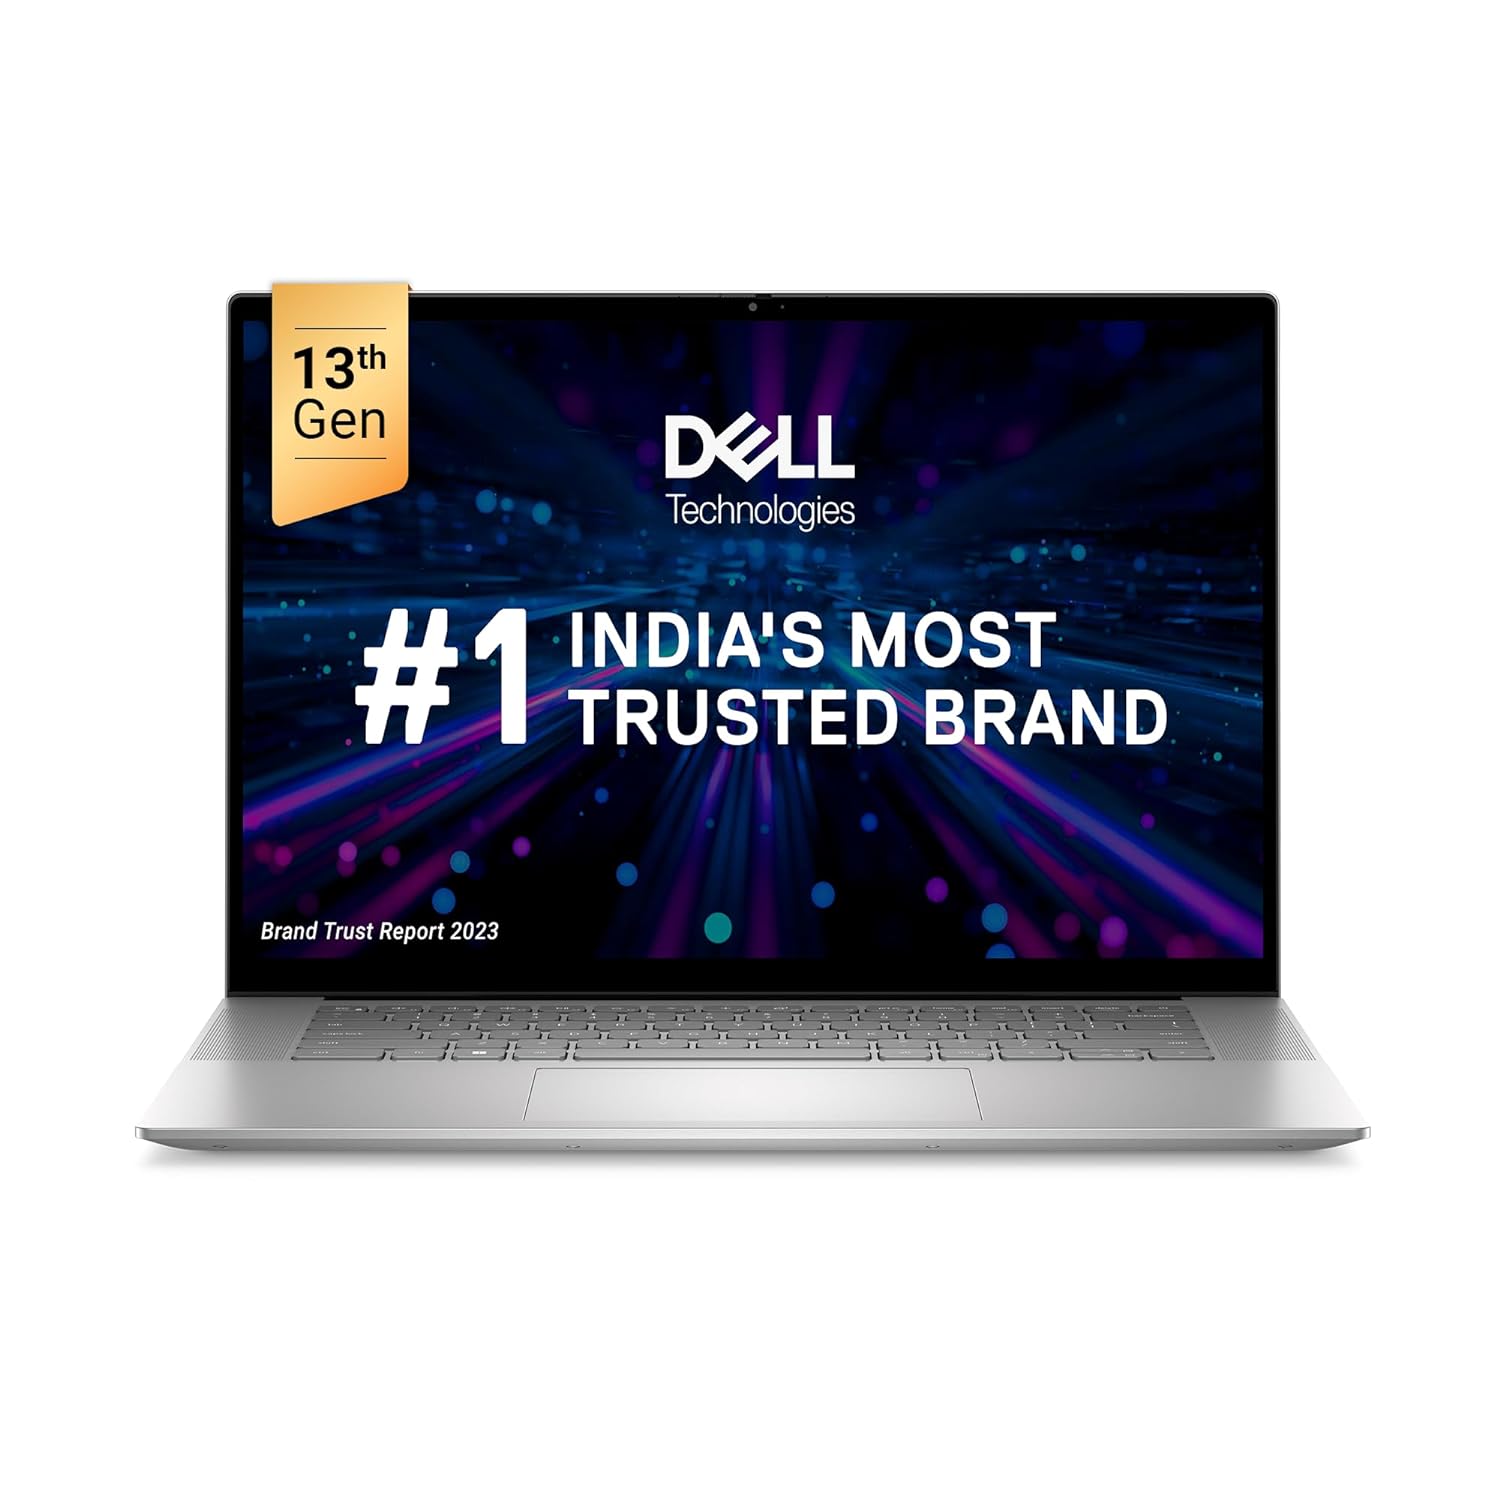 13th
Gen
DELL
Technologies
#1 INDIA'S MOST
TRUSTED BRAND
Brand Trust Report 2023